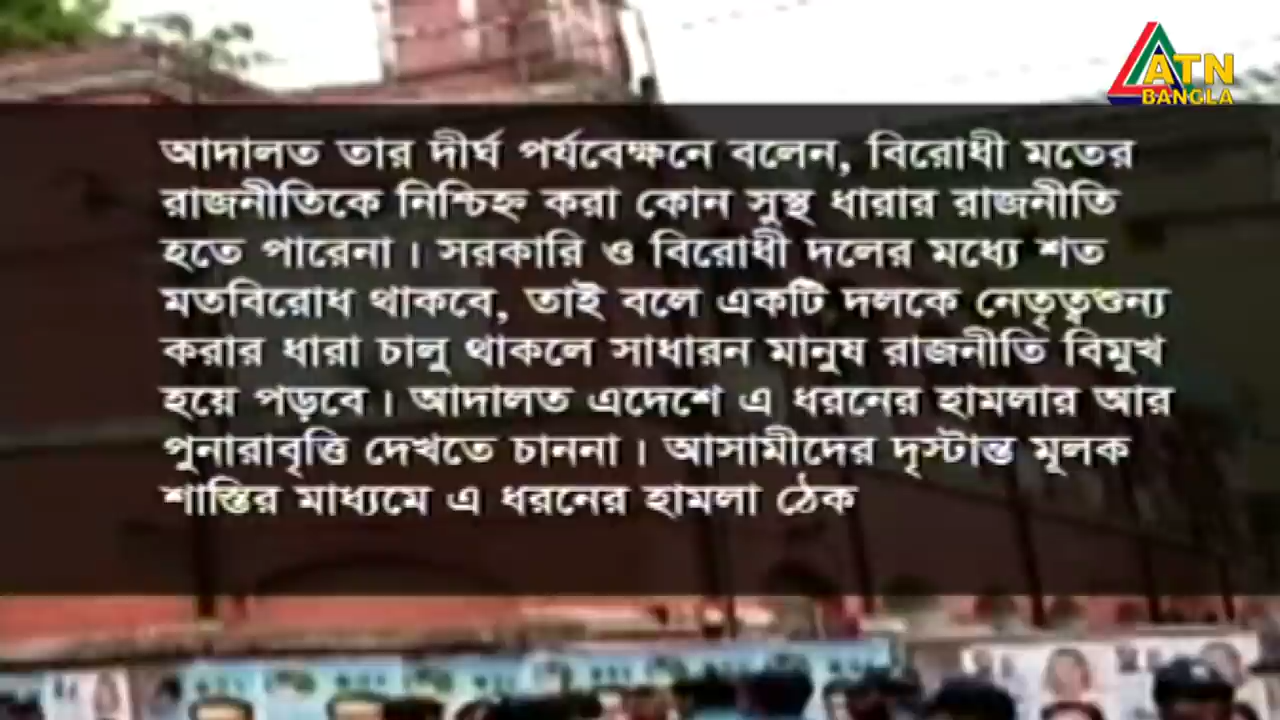 ATN
BANGLA
আদালত তার দীর্ঘ পর্যবেক্ষনে বলেন, বিরোধী মতের
রাজনীতিকে নিশ্চিহ্ন করা কোন সুস্থ ধারার রাজনীতি
হতে পারেনা। সরকারি ও বিরোধী দলের মধ্যে শত
মতবিরোধ থাকবে, তাই বলে একটি দলকে নেতৃত্বশুন্য
করার ধারা চালু থাকলে সাধারন মানুষ রাজনীতি বিমুখ
হয়ে পড়বে। আদালত এদেশে এ ধরনের হামলার আর
পুনারাবৃত্তি দেখতে চাননা। আসামীদের দৃস্টান্ত মূলক
শাস্তির মাধ্যমে এ ধরনের হামলা ঠেক